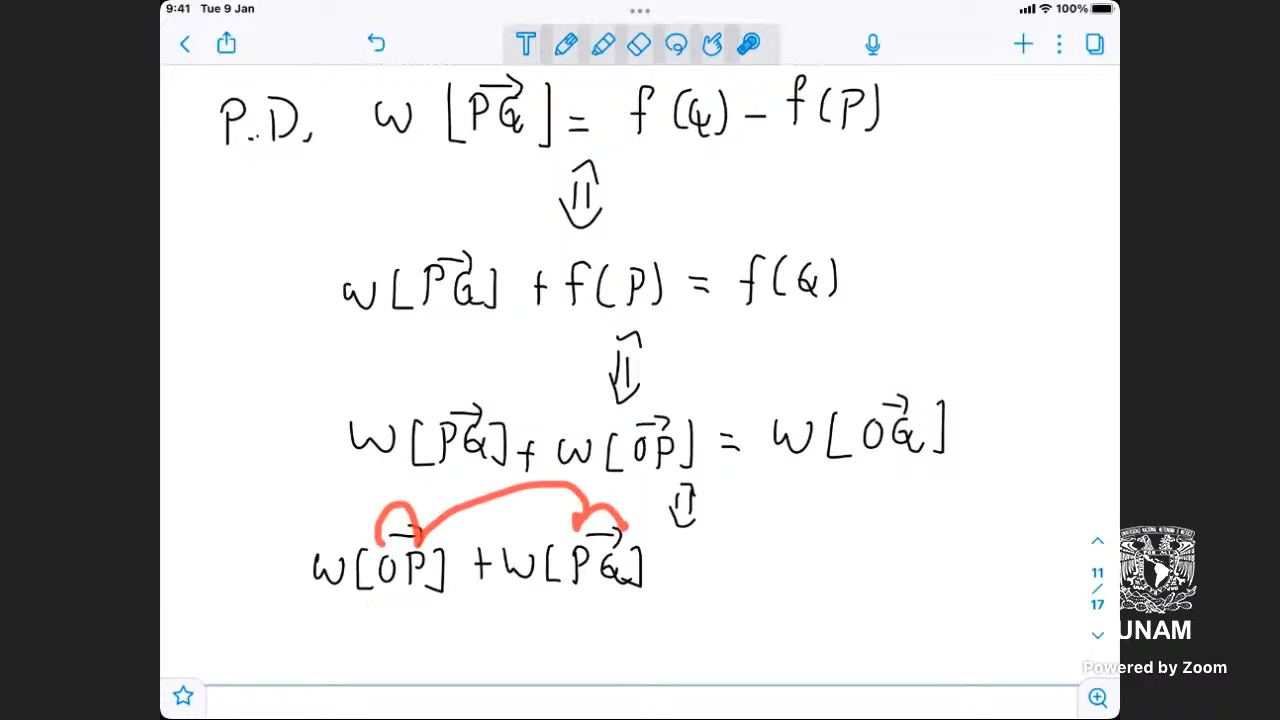 9:41 Tue 9 Jan
100%
T
P.D. w [PQ⃗] = f(Q) - f(P)
⇕
w[PQ⃗] + f(P) = f(Q)
⇕
w[PQ⃗] + w[OP⃗] = w[OQ⃗]
⇕
w[OP⃗] + w[PQ⃗]
11
/
17
UNAM
Powered by Zoom